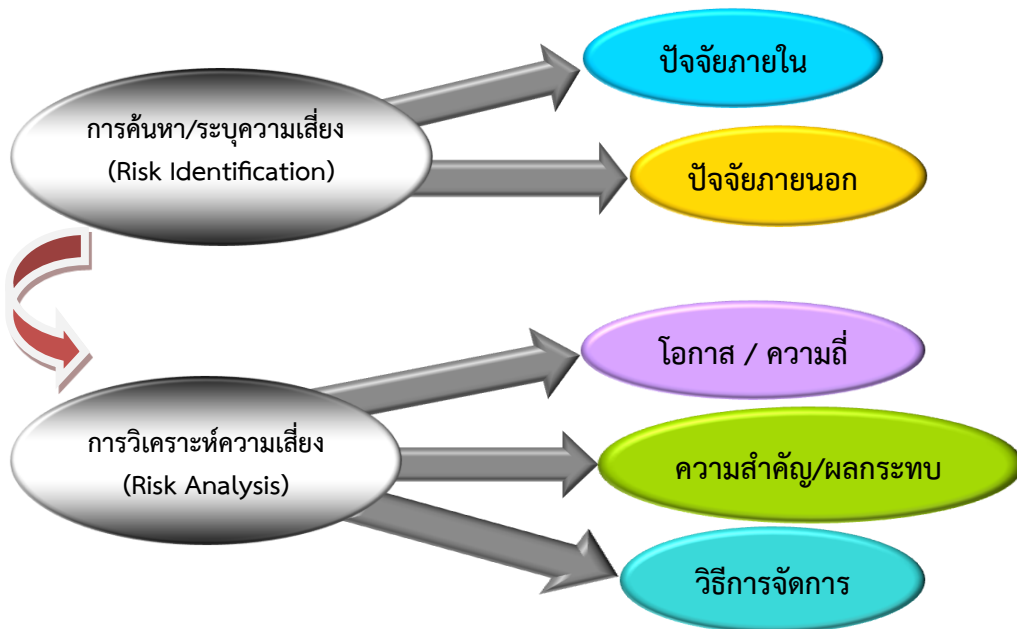 ปัจจัยภายใน
การค้นหา/ระบุความเสี่ยง
(Risk Identification)
ปัจจัยภายนอก
โอกาส / ความถี่
การวิเคราะห์ความเสี่ยง
(Risk Analysis)
ความสำคัญ/ผลกระทบ
วิธีการจัดการ